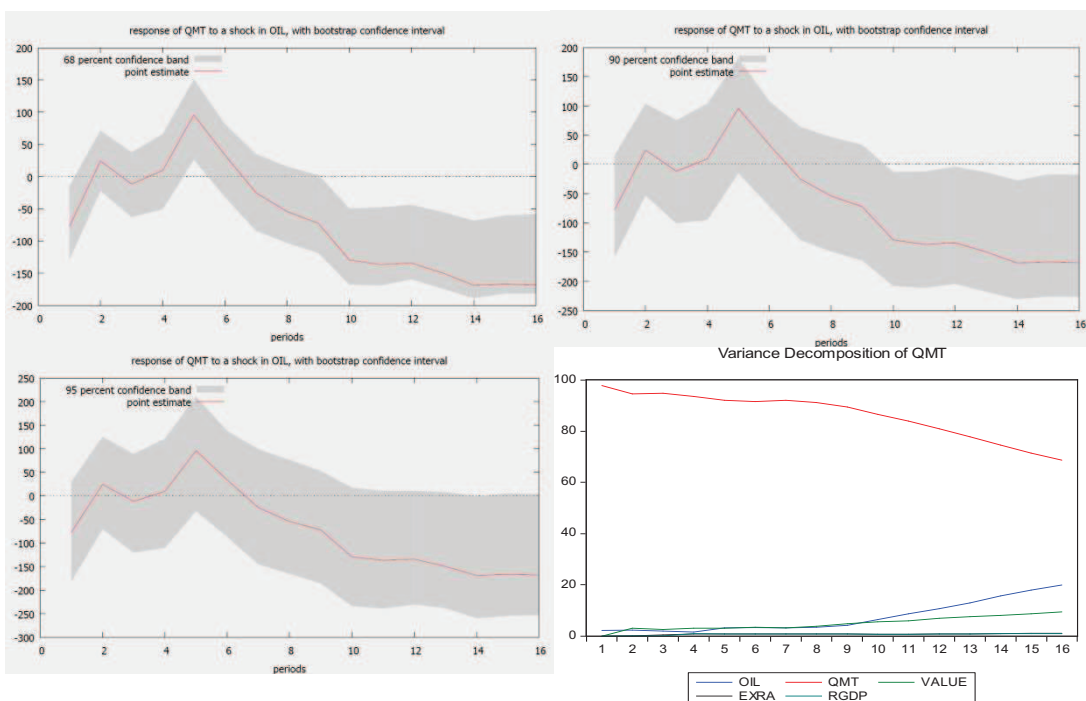 response of QMT to a shock in OIL, with bootstrap confidence interval
200
150
100
50
0
-50
-100
-150
-200
68 percent confidence band
point estimate
0 2 4 6 8 10 12 14 16
periods
response of QMT to a shock in OIL, with bootstrap confidence interval
200
150
100
50
0
-50
-100
-150
-200
-250
90 percent confidence band
point estimate
0 2 4 6 8 10 12 14 16
periods
response of QMT to a shock in OIL, with bootstrap confidence interval
250
200
150
100
50
0
-50
-100
-150
-200
-250
-300
95 percent confidence band
point estimate
0 2 4 6 8 10 12 14 16
periods
Variance Decomposition of QMT
100
80
60
40
20
0
1 2 3 4 5 6 7 8 9 10 11 12 13 14 15 16
OIL QMT VALUE
EXRA RGDP